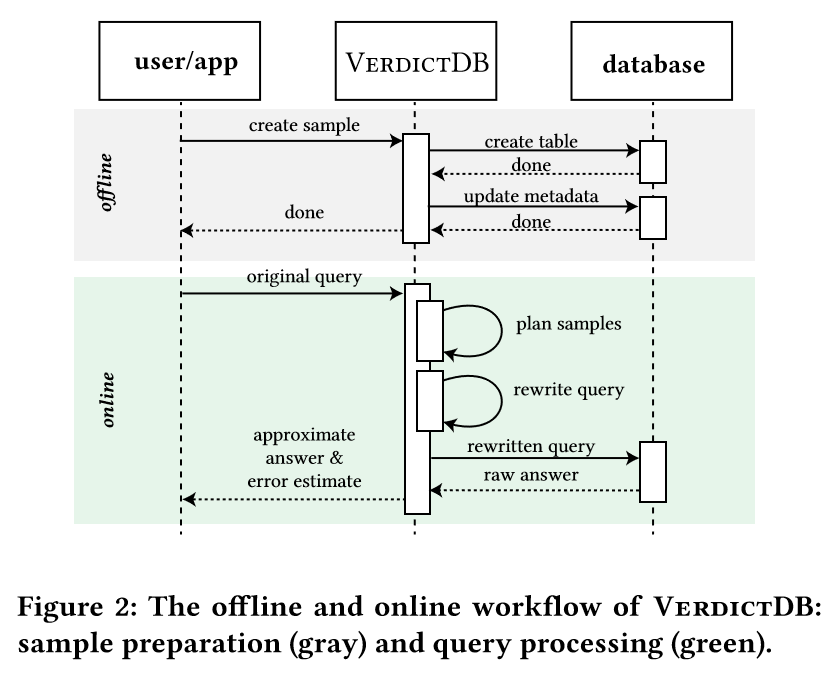 user/app
VERDICTDB
database
offline
create sample
create table
done
update metadata
done
done
online
original query
plan samples
rewrite query
approximate
answer &
error estimate
rewritten query
raw answer
Figure 2: The offline and online workflow of VERDICTDB:
sample preparation (gray) and query processing (green).